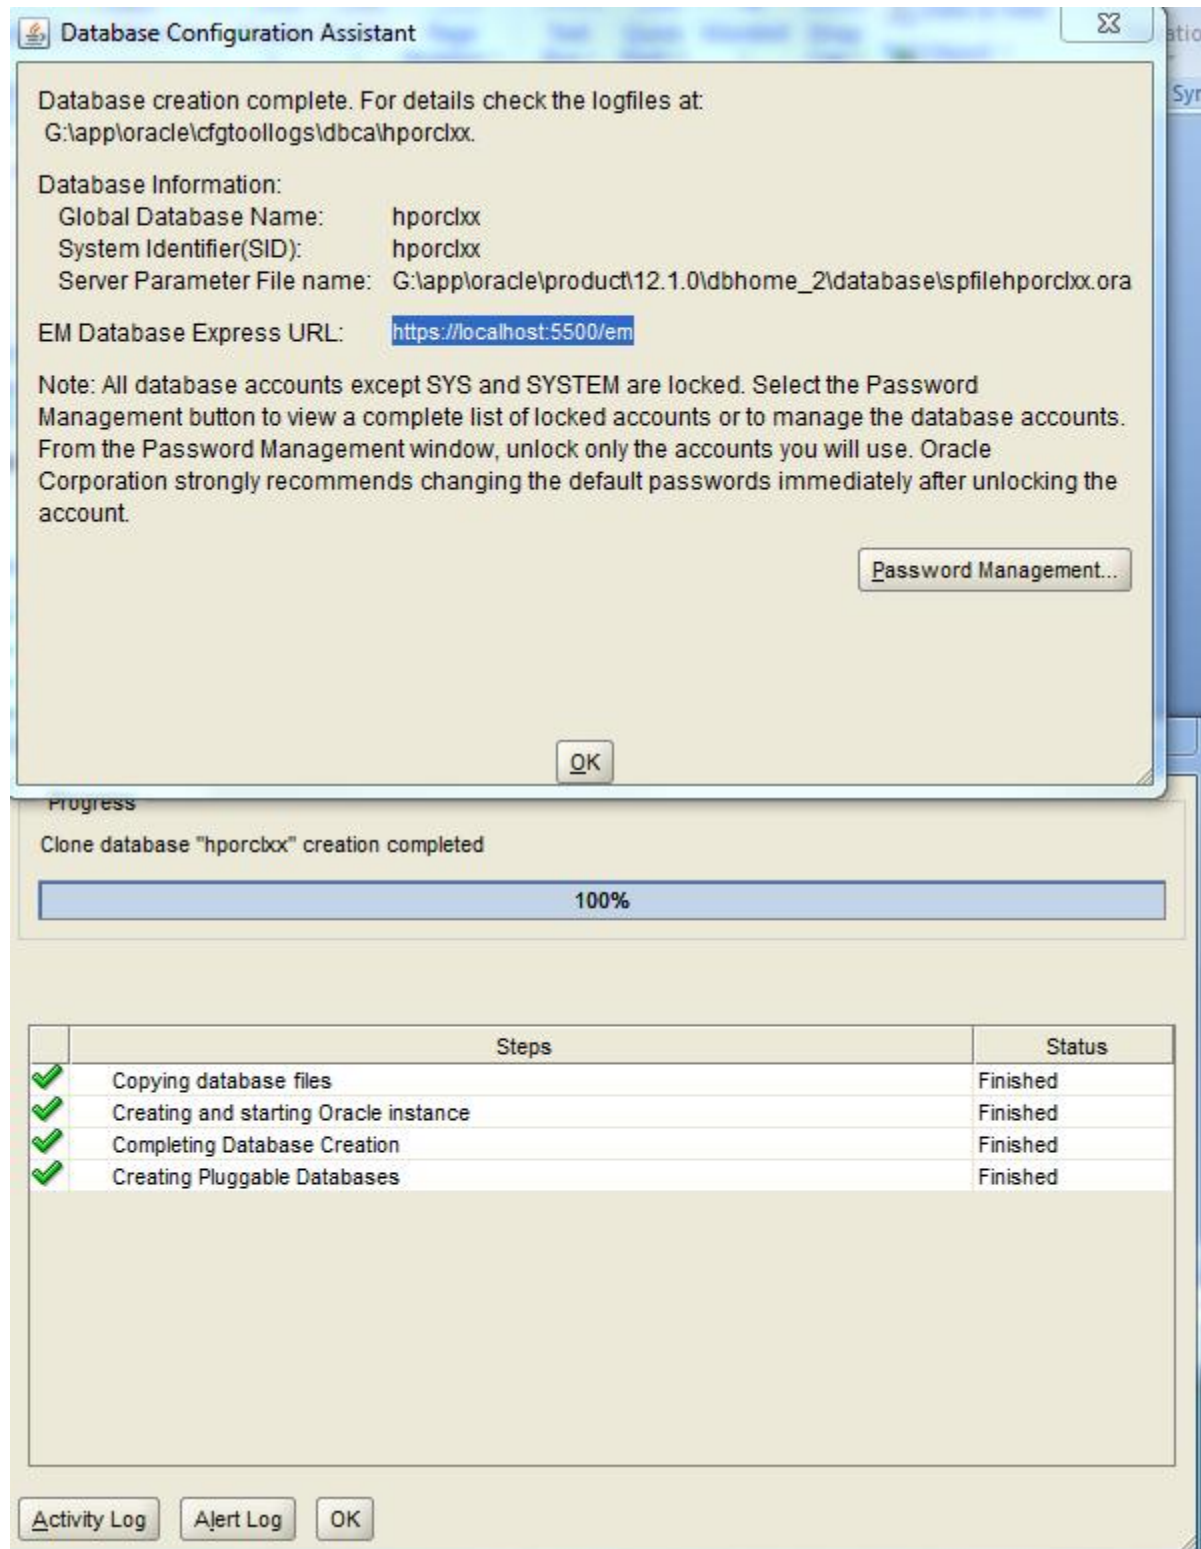 Database Configuration Assistant
Database creation complete. For details check the logfiles at:
G:\app\oracle\cfgtoollogs\dbca\hporclxx.
Database Information:
Global Database Name: hporclxx
System Identifier(SID): hporclxx
Server Parameter File name: G:\app\oracle\product\12.1.0\dbhome_2\database\spfilehporclxx.ora
EM Database Express URL: https://localhost:5500/em
Note: All database accounts except SYS and SYSTEM are locked. Select the Password
Management button to view a complete list of locked accounts or to manage the database accounts.
From the Password Management window, unlock only the accounts you will use. Oracle
Corporation strongly recommends changing the default passwords immediately after unlocking the
account.
Password Management...
OK
Progress
Clone database "hporclxx" creation completed
100%
Steps Status
Copying database files Finished
Creating and starting Oracle instance Finished
Completing Database Creation Finished
Creating Pluggable Databases Finished
Activity Log Alert Log OK